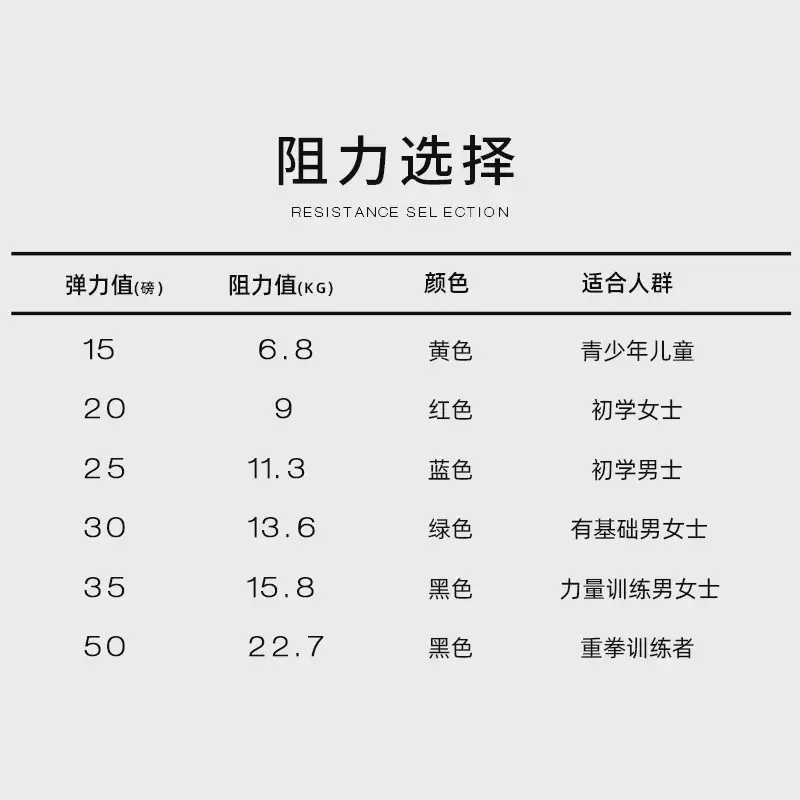 阻力选择
RESISTANCE SELECTION
弹力值(磅) 阻力值(KG) 颜色 适合人群
15 6.8 黄色 青少年儿童
20 9 红色 初学女士
25 11.3 蓝色 初学男士
30 13.6 绿色 有基础男女士
35 15.8 黑色 力量训练男女士
50 22.7 黑色 重拳训练者